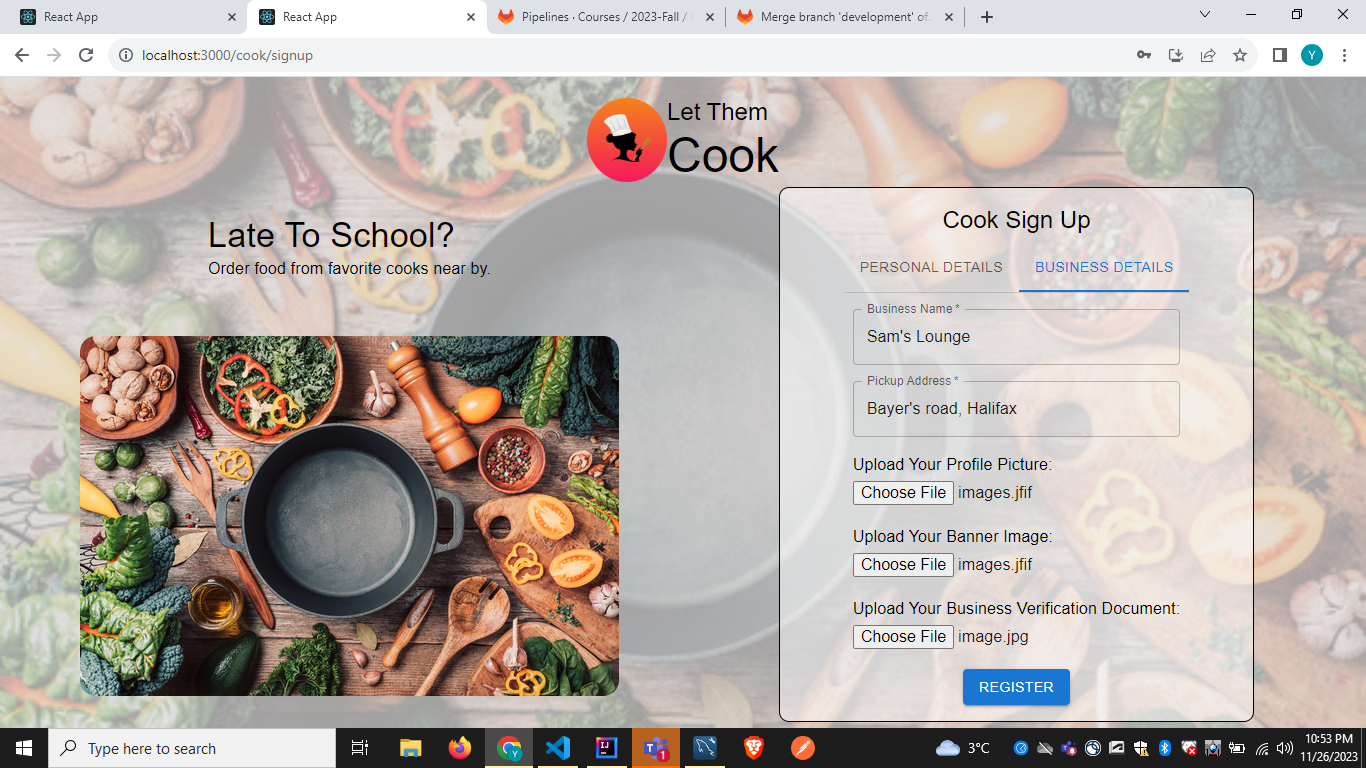 React App
React App
Pipelines · Courses / 2023-Fall /
Merge branch 'development' of
localhost:3000/cook/signup
Y
Let Them
Cook
Late To School?
Order food from favorite cooks near by.
Cook Sign Up
PERSONAL DETAILS
BUSINESS DETAILS
Business Name *
Sam's Lounge
Pickup Address *
Bayer's road, Halifax
Upload Your Profile Picture:
Choose File images.jfif
Upload Your Banner Image:
Choose File images.jfif
Upload Your Business Verification Document:
Choose File image.jpg
REGISTER
Type here to search
1
3°C
10:53 PM
11/26/2023